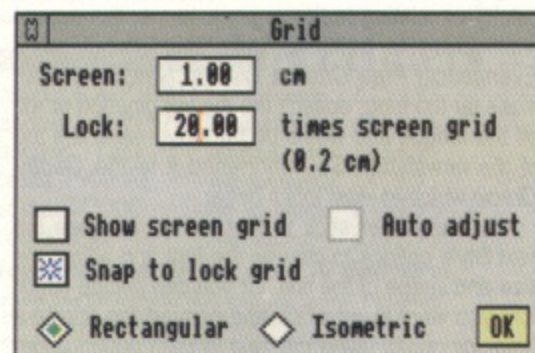 Grid
Screen: 1.00 cm
Lock: 20.00 times screen grid
(0.2 cm)
Show screen grid Auto adjust
Snap to lock grid
Rectangular Isometric OK